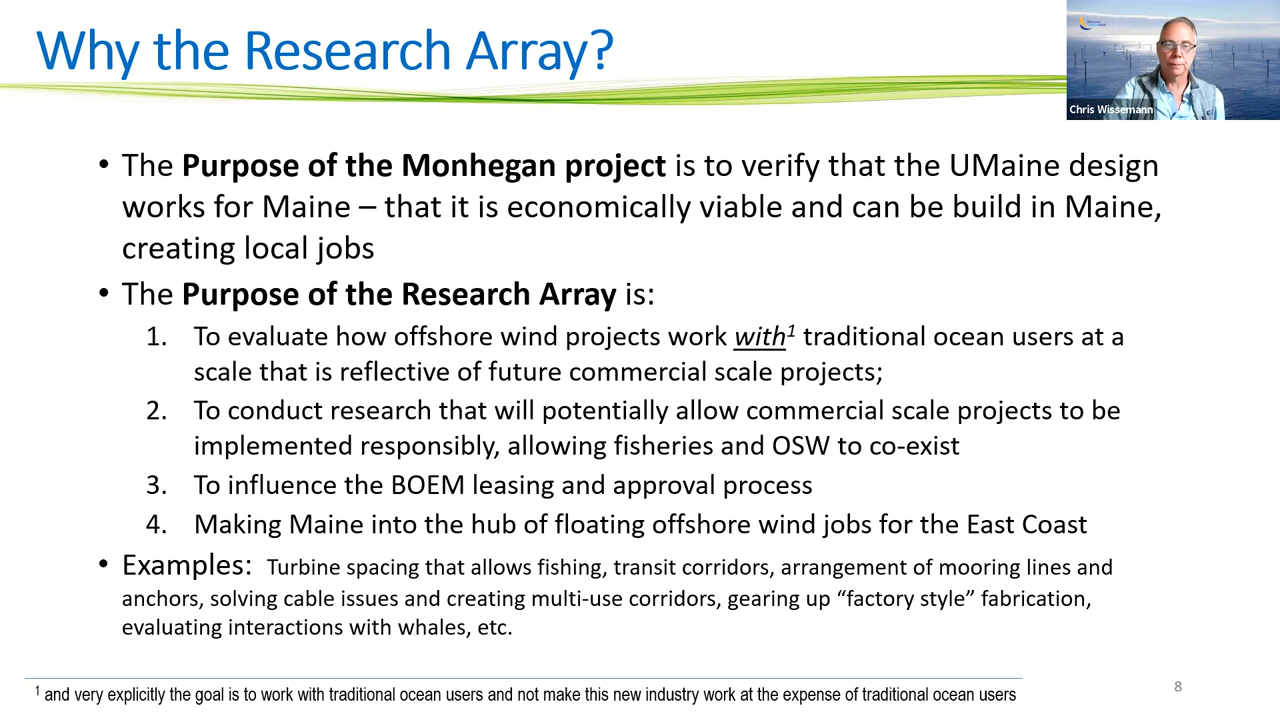 Why the Research Array?
Chris Wissemann
• The Purpose of the Monhegan project is to verify that the UMaine design
works for Maine – that it is economically viable and can be build in Maine,
creating local jobs
• The Purpose of the Research Array is:
1. To evaluate how offshore wind projects work with¹ traditional ocean users at a
scale that is reflective of future commercial scale projects;
2. To conduct research that will potentially allow commercial scale projects to be
implemented responsibly, allowing fisheries and OSW to co-exist
3. To influence the BOEM leasing and approval process
4. Making Maine into the hub of floating offshore wind jobs for the East Coast
• Examples: Turbine spacing that allows fishing, transit corridors, arrangement of mooring lines and
anchors, solving cable issues and creating multi-use corridors, gearing up “factory style” fabrication,
evaluating interactions with whales, etc.
¹ and very explicitly the goal is to work with traditional ocean users and not make this new industry work at the expense of traditional ocean users
8